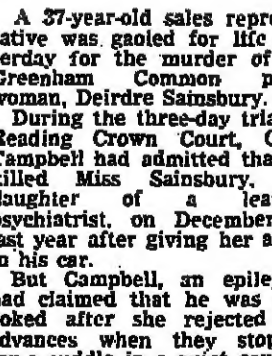 A 37-year-old sales repr
ative was gaoled for life
erday for the murder of
Greenham Common p
woman, Deirdre Sainsbury.
During the three-day tria
Reading Crown Court, C
Campbell had admitted tha
killed Miss Sainsbury,
daughter of a lea
psychiatrist, on December
last year after giving her a
n his car.
But Campbell, an epile
had claimed that he was
oked after she rejected
advances when they stop